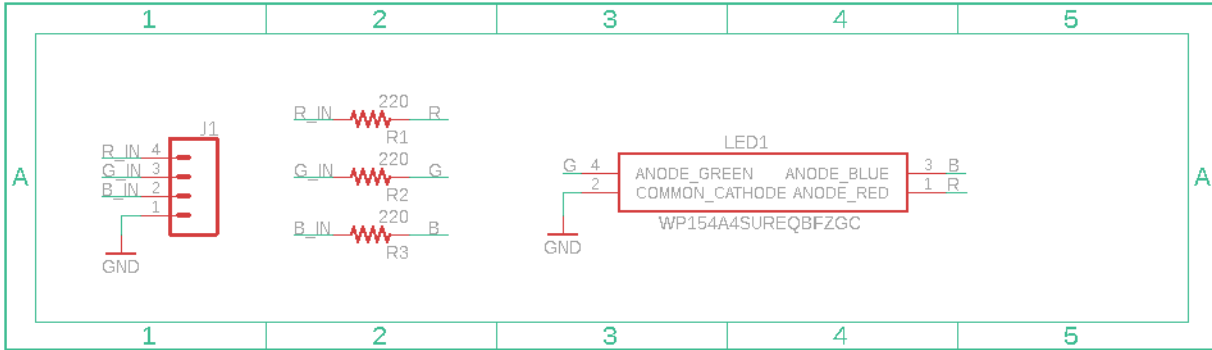 1 2 3 4 5
A A
J1
R_IN 4
G_IN 3
B_IN 2
1
GND
220
R_IN R
R1
220
G_IN G
R2
220
B_IN B
R3
LED1
G 4 ANODE_GREEN ANODE_BLUE 3 B
2 COMMON_CATHODE ANODE_RED 1 R
WP154A4SUREQBFZGC
GND
1 2 3 4 5